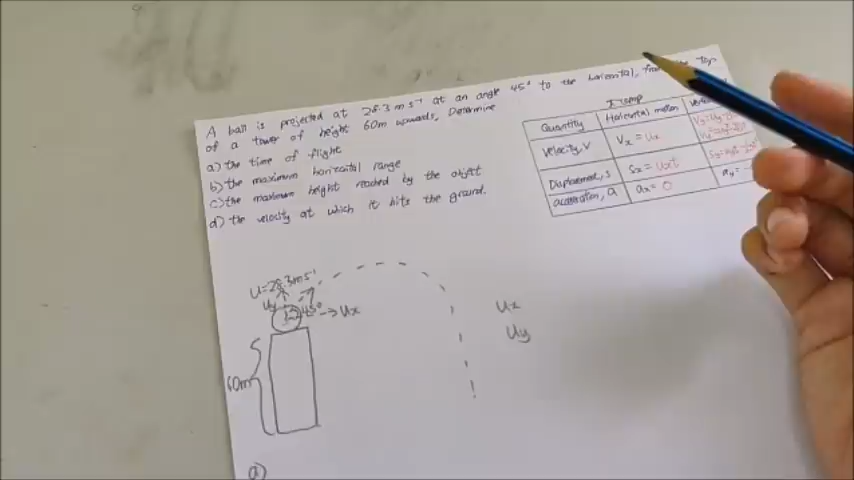 A ball is projected at 28.3 m s⁻¹ at an angle 45° to the horizontal, from the top
of a tower of height 60m upwards, Determine
a) the time of flight
b) the maximum horizontal range
c) the maximum height reached by the object
d) the velocity at which it hits the ground.
Quantity Horizontal motion
Velocity, V Vx = Ux
Displacement, s Sx = Uxt
acceleration, a ax = 0 ay =
U = 28.3ms⁻¹
Uy
45° → Ux
60m
Ux
Uy
a)